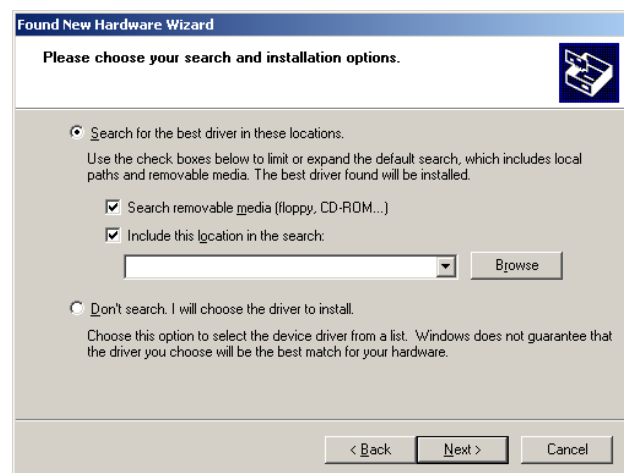 Found New Hardware Wizard
Please choose your search and installation options.
Search for the best driver in these locations.
Use the check boxes below to limit or expand the default search, which includes local
paths and removable media. The best driver found will be installed.
Search removable media (floppy, CD-ROM...)
Include this location in the search:
Browse
Don't search. I will choose the driver to install.
Choose this option to select the device driver from a list. Windows does not guarantee that
the driver you choose will be the best match for your hardware.
< Back Next > Cancel